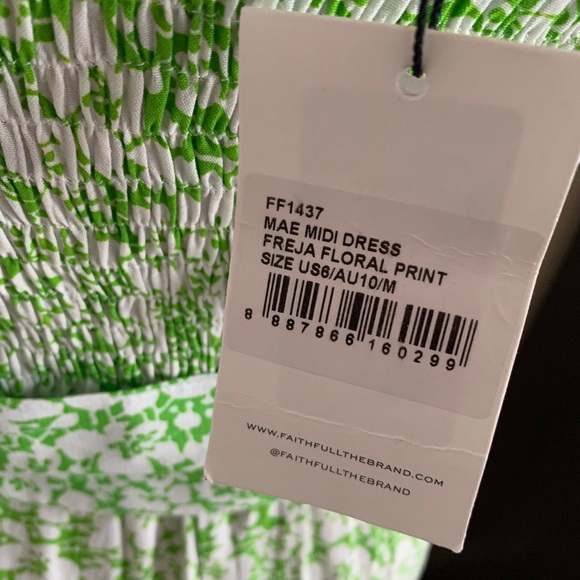 FF1437
MAE MIDI DRESS
FREJA FLORAL PRINT
SIZE US6/AU10/M
8 887866 160299
WWW.FAITHFULLTHEBRAND.COM
@FAITHFULLTHEBRAND